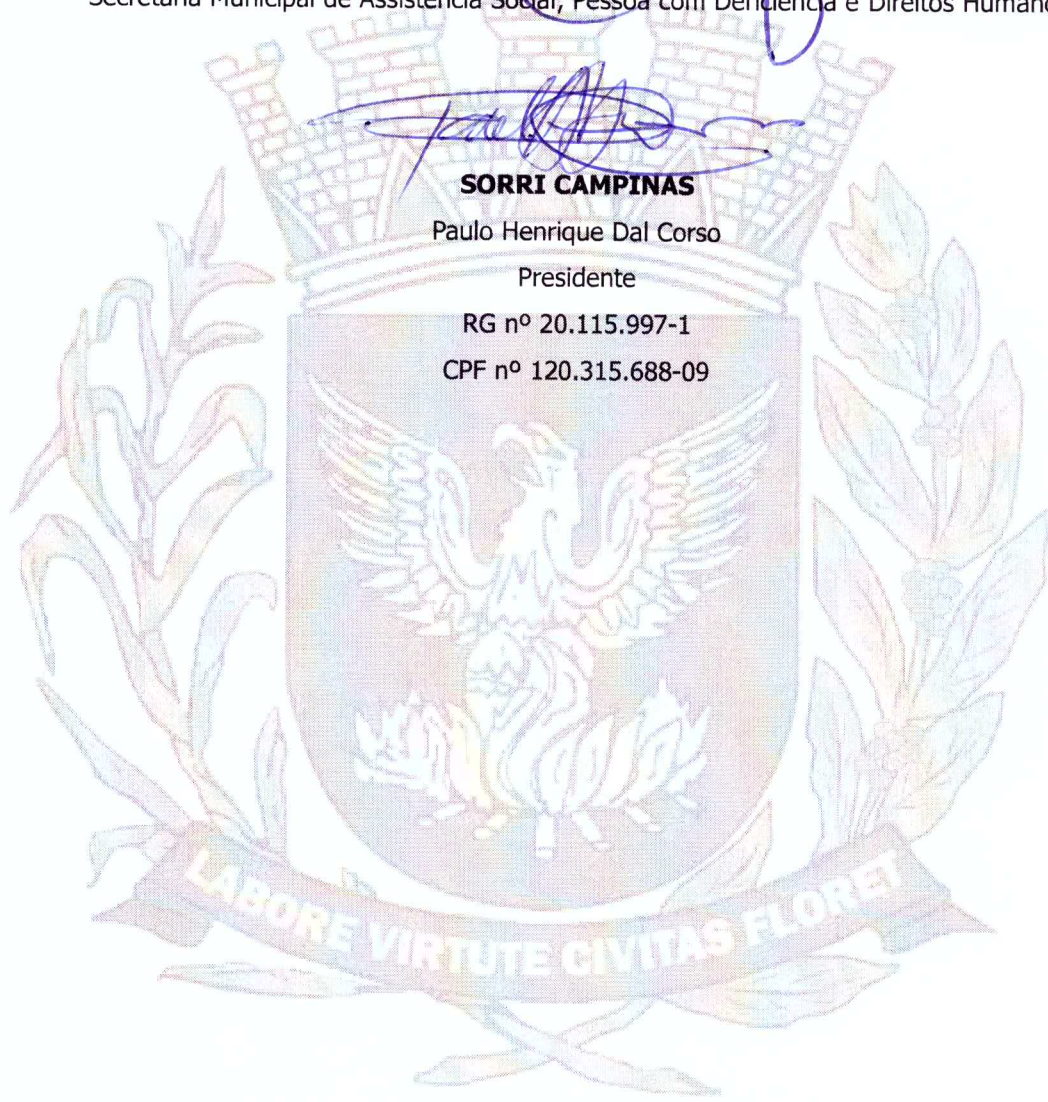 Secretária Municipal de Assistência Social, Pessoa com Deficiência e Direitos Humanos
SORRI CAMPINAS
Paulo Henrique Dal Corso
Presidente
RG nº 20.115.997-1
CPF nº 120.315.688-09
LABORE VIRTUTE CIVITAS FLORET